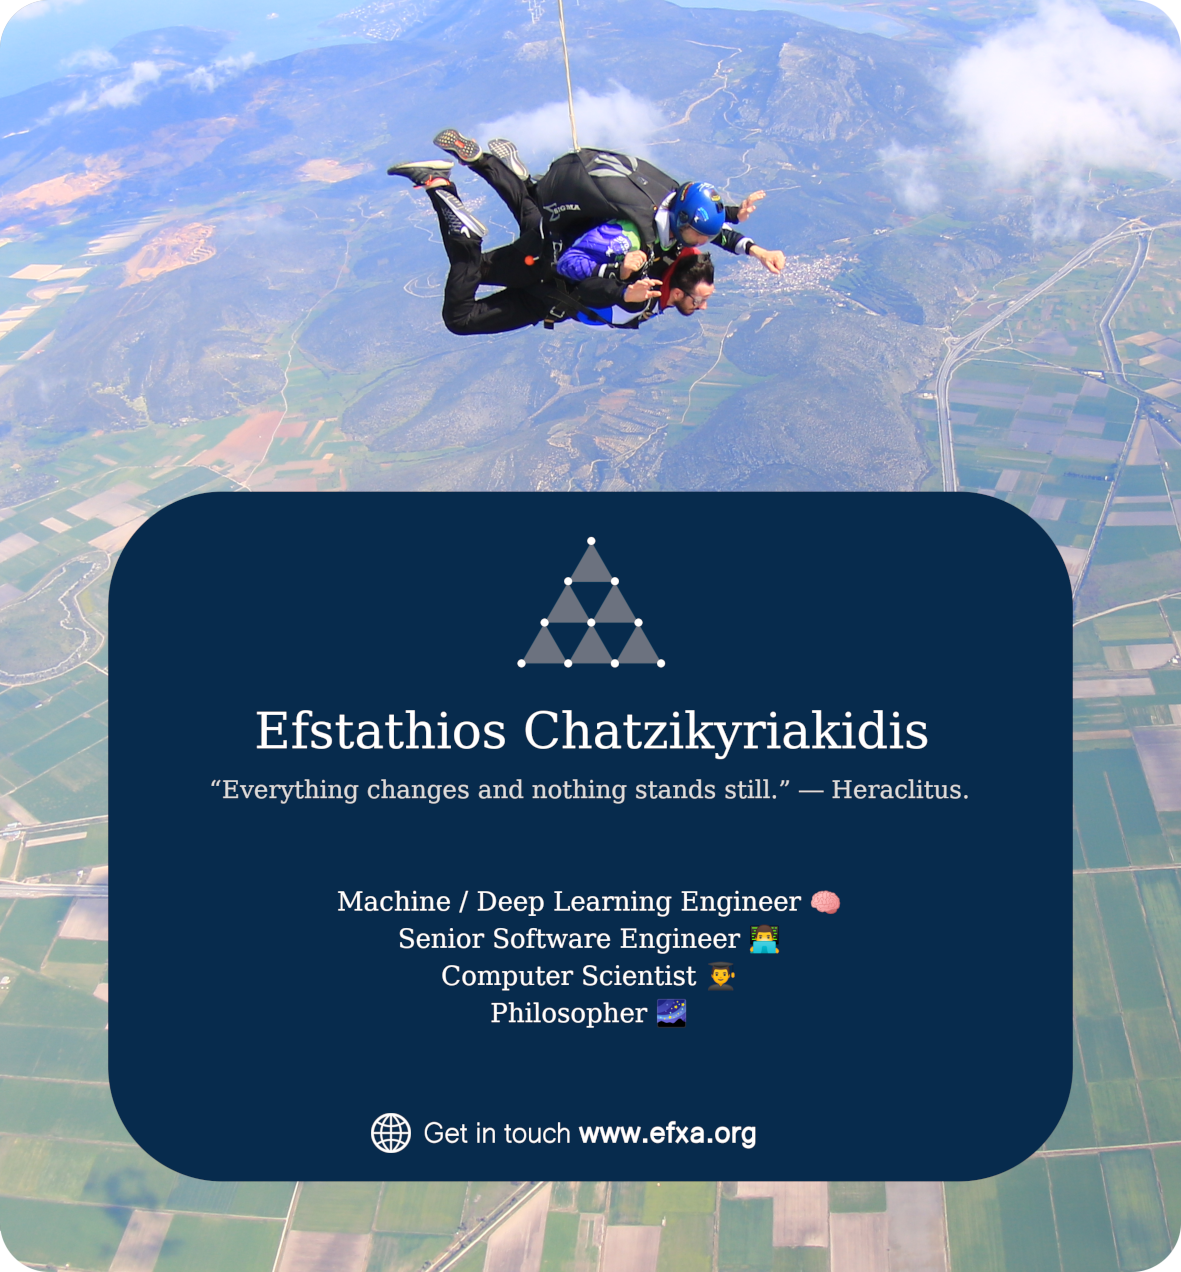 ΣIGMA
Efstathios Chatzikyriakidis
“Everything changes and nothing stands still.” — Heraclitus.
Machine / Deep Learning Engineer 🧠
Senior Software Engineer 👨‍💻
Computer Scientist 👨‍🎓
Philosopher 🌌
Get in touch www.efxa.org